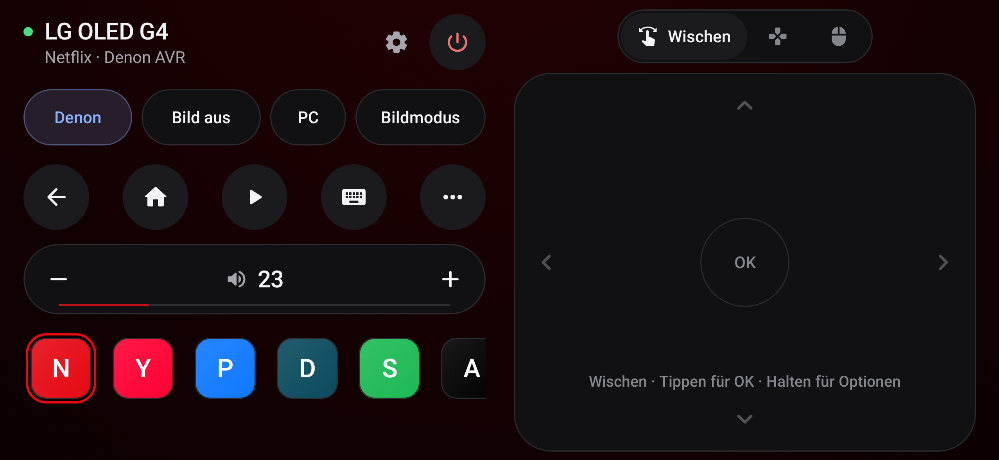 LG OLED G4
Netflix · Denon AVR
Denon
Bild aus
PC
Bildmodus
23
N
Y
P
D
S
A
Wischen
OK
Wischen · Tippen für OK · Halten für Optionen